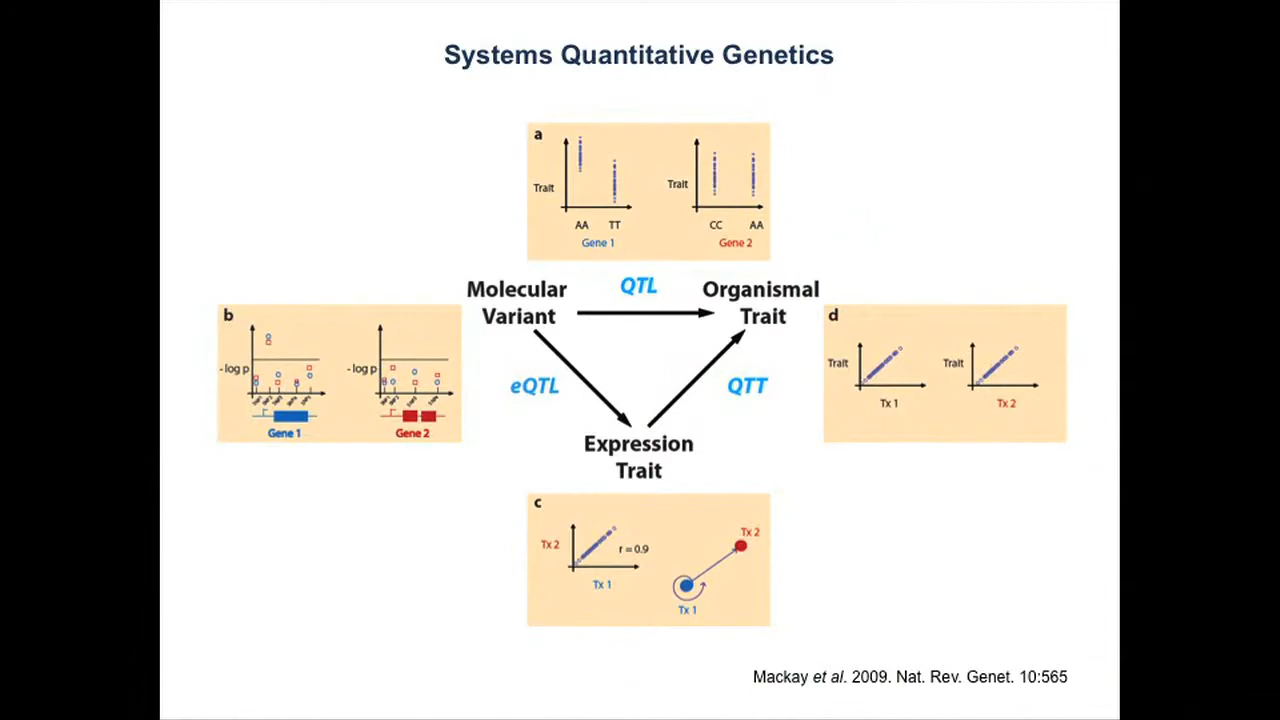 Systems Quantitative Genetics
a
Trait
AA TT
Gene 1
Trait
CC AA
Gene 2
Molecular
Variant
QTL
Organismal
Trait
b
- log p
Gene 1
- log p
Gene 2
eQTL
QTT
d
Trait
Tx 1
Trait
Tx 2
Expression
Trait
c
Tx 2
r = 0.9
Tx 1
Tx 2
Tx 1
Mackay et al. 2009. Nat. Rev. Genet. 10:565